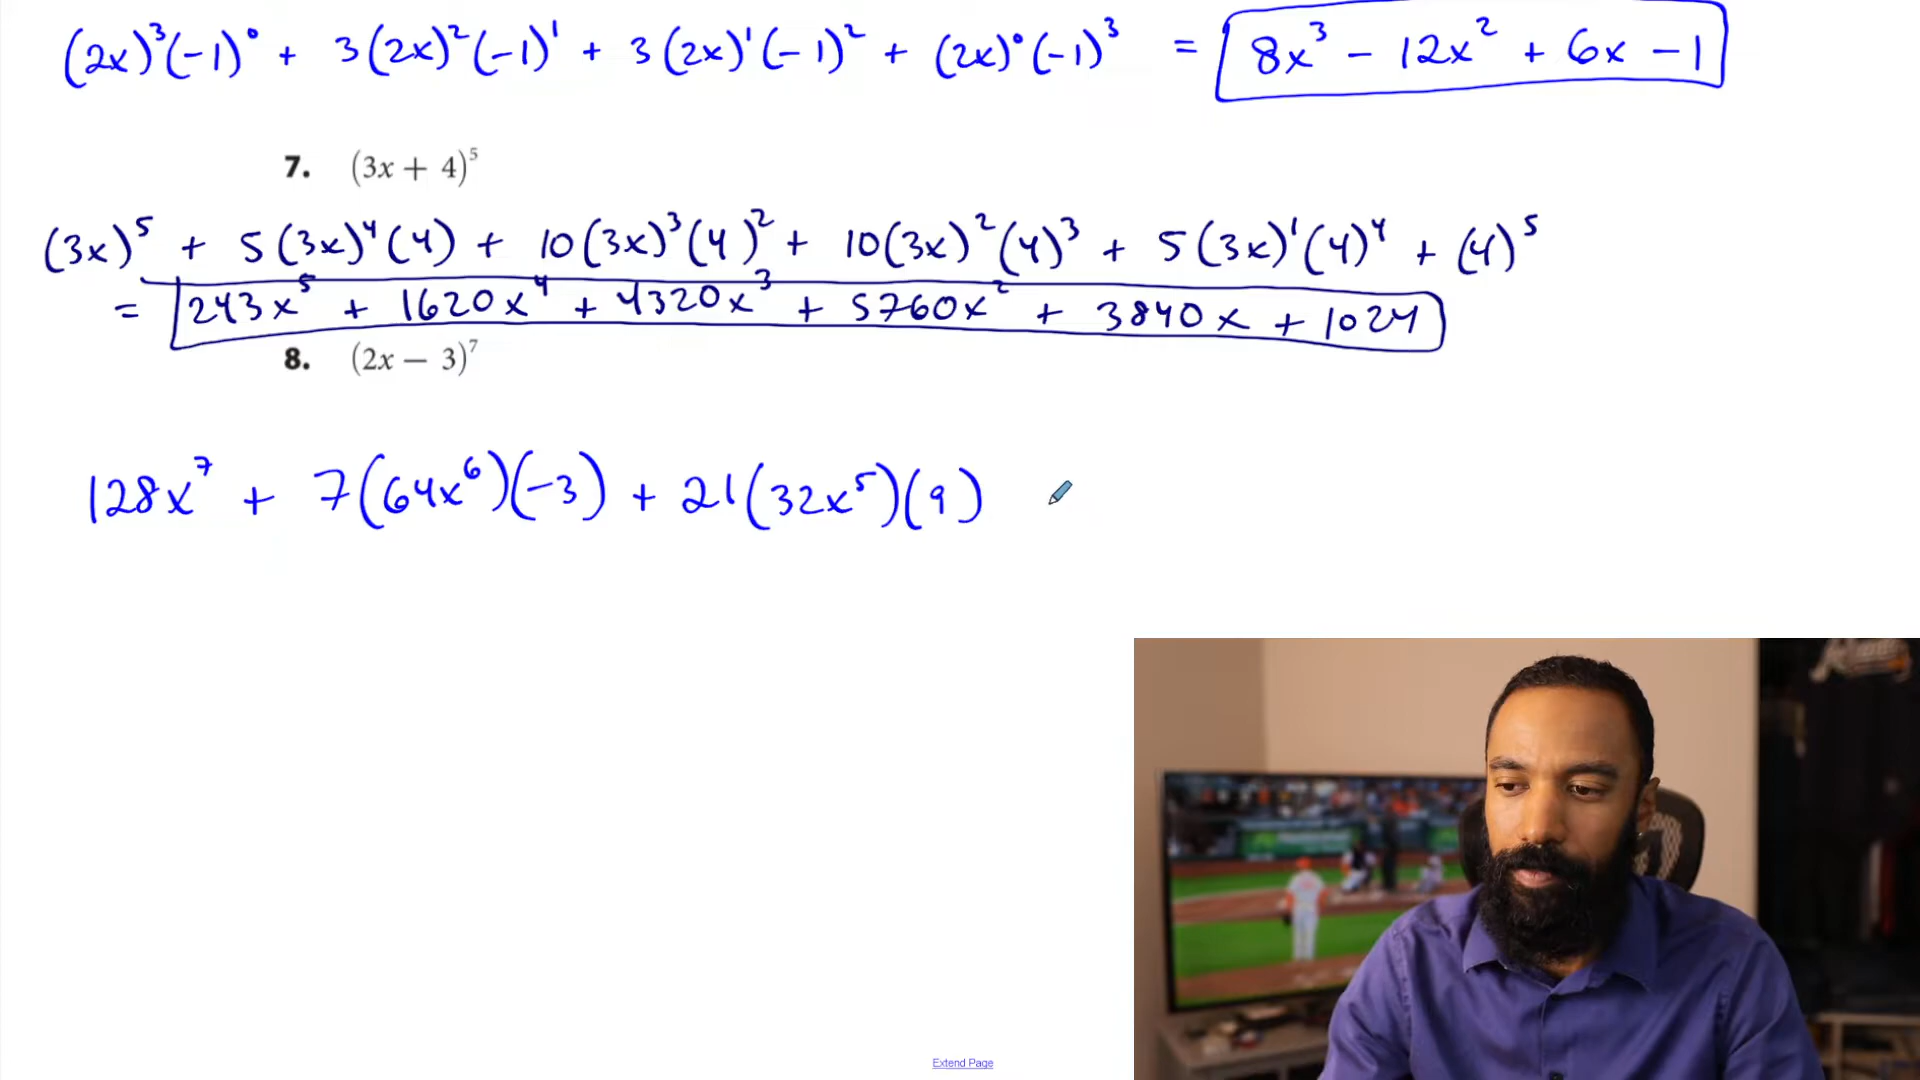 (2x)³(-1)⁰ + 3(2x)²(-1)¹ + 3(2x)¹(-1)² + (2x)⁰(-1)³ = 8x³ - 12x² + 6x - 1
7. (3x + 4)⁵
(3x)⁵ + 5(3x)⁴(4) + 10(3x)³(4)² + 10(3x)²(4)³ + 5(3x)¹(4)⁴ + (4)⁵
= 243x⁵ + 1620x⁴ + 4320x³ + 5760x² + 3840x + 1024
8. (2x − 3)⁷
128x⁷ + 7(64x⁶)(-3) + 21(32x⁵)(9)
Extend Page